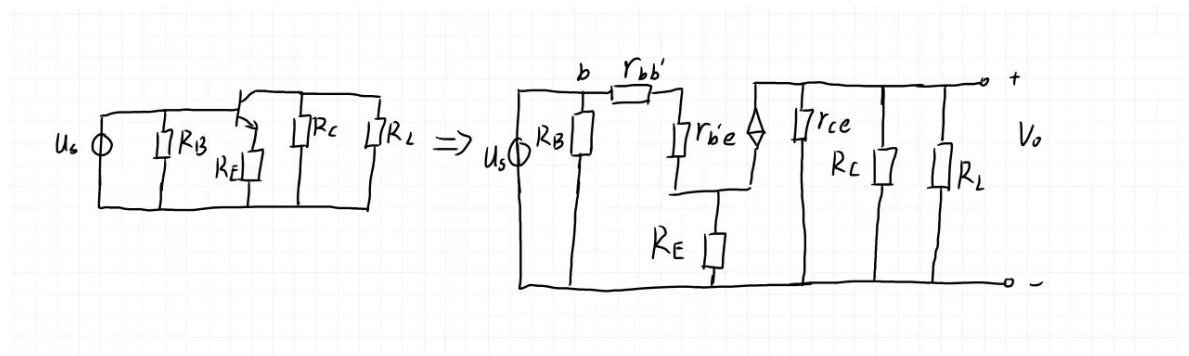 us RB RE RC RL ⇒
us RB b rbb' rb'e RE rce RC RL + Vo -